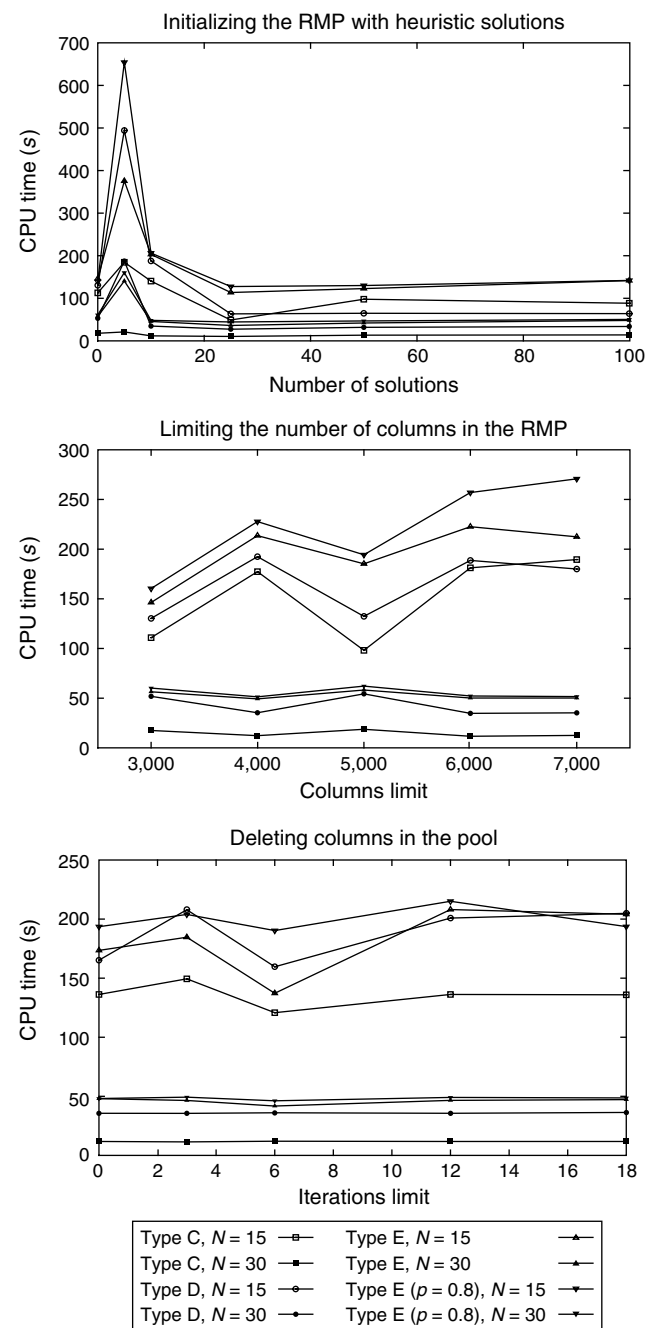 Initializing the RMP with heuristic solutions
700
600
500
400
300
200
100
0
CPU time (s)
0 20 40 60 80 100
Number of solutions
Limiting the number of columns in the RMP
300
250
200
150
100
50
0
CPU time (s)
3,000 4,000 5,000 6,000 7,000
Columns limit
Deleting columns in the pool
250
200
150
100
50
0
CPU time (s)
0 2 4 6 8 10 12 14 16 18
Iterations limit
Type C, N = 15
Type C, N = 30
Type D, N = 15
Type D, N = 30
Type E, N = 15
Type E, N = 30
Type E (p = 0.8), N = 15
Type E (p = 0.8), N = 30